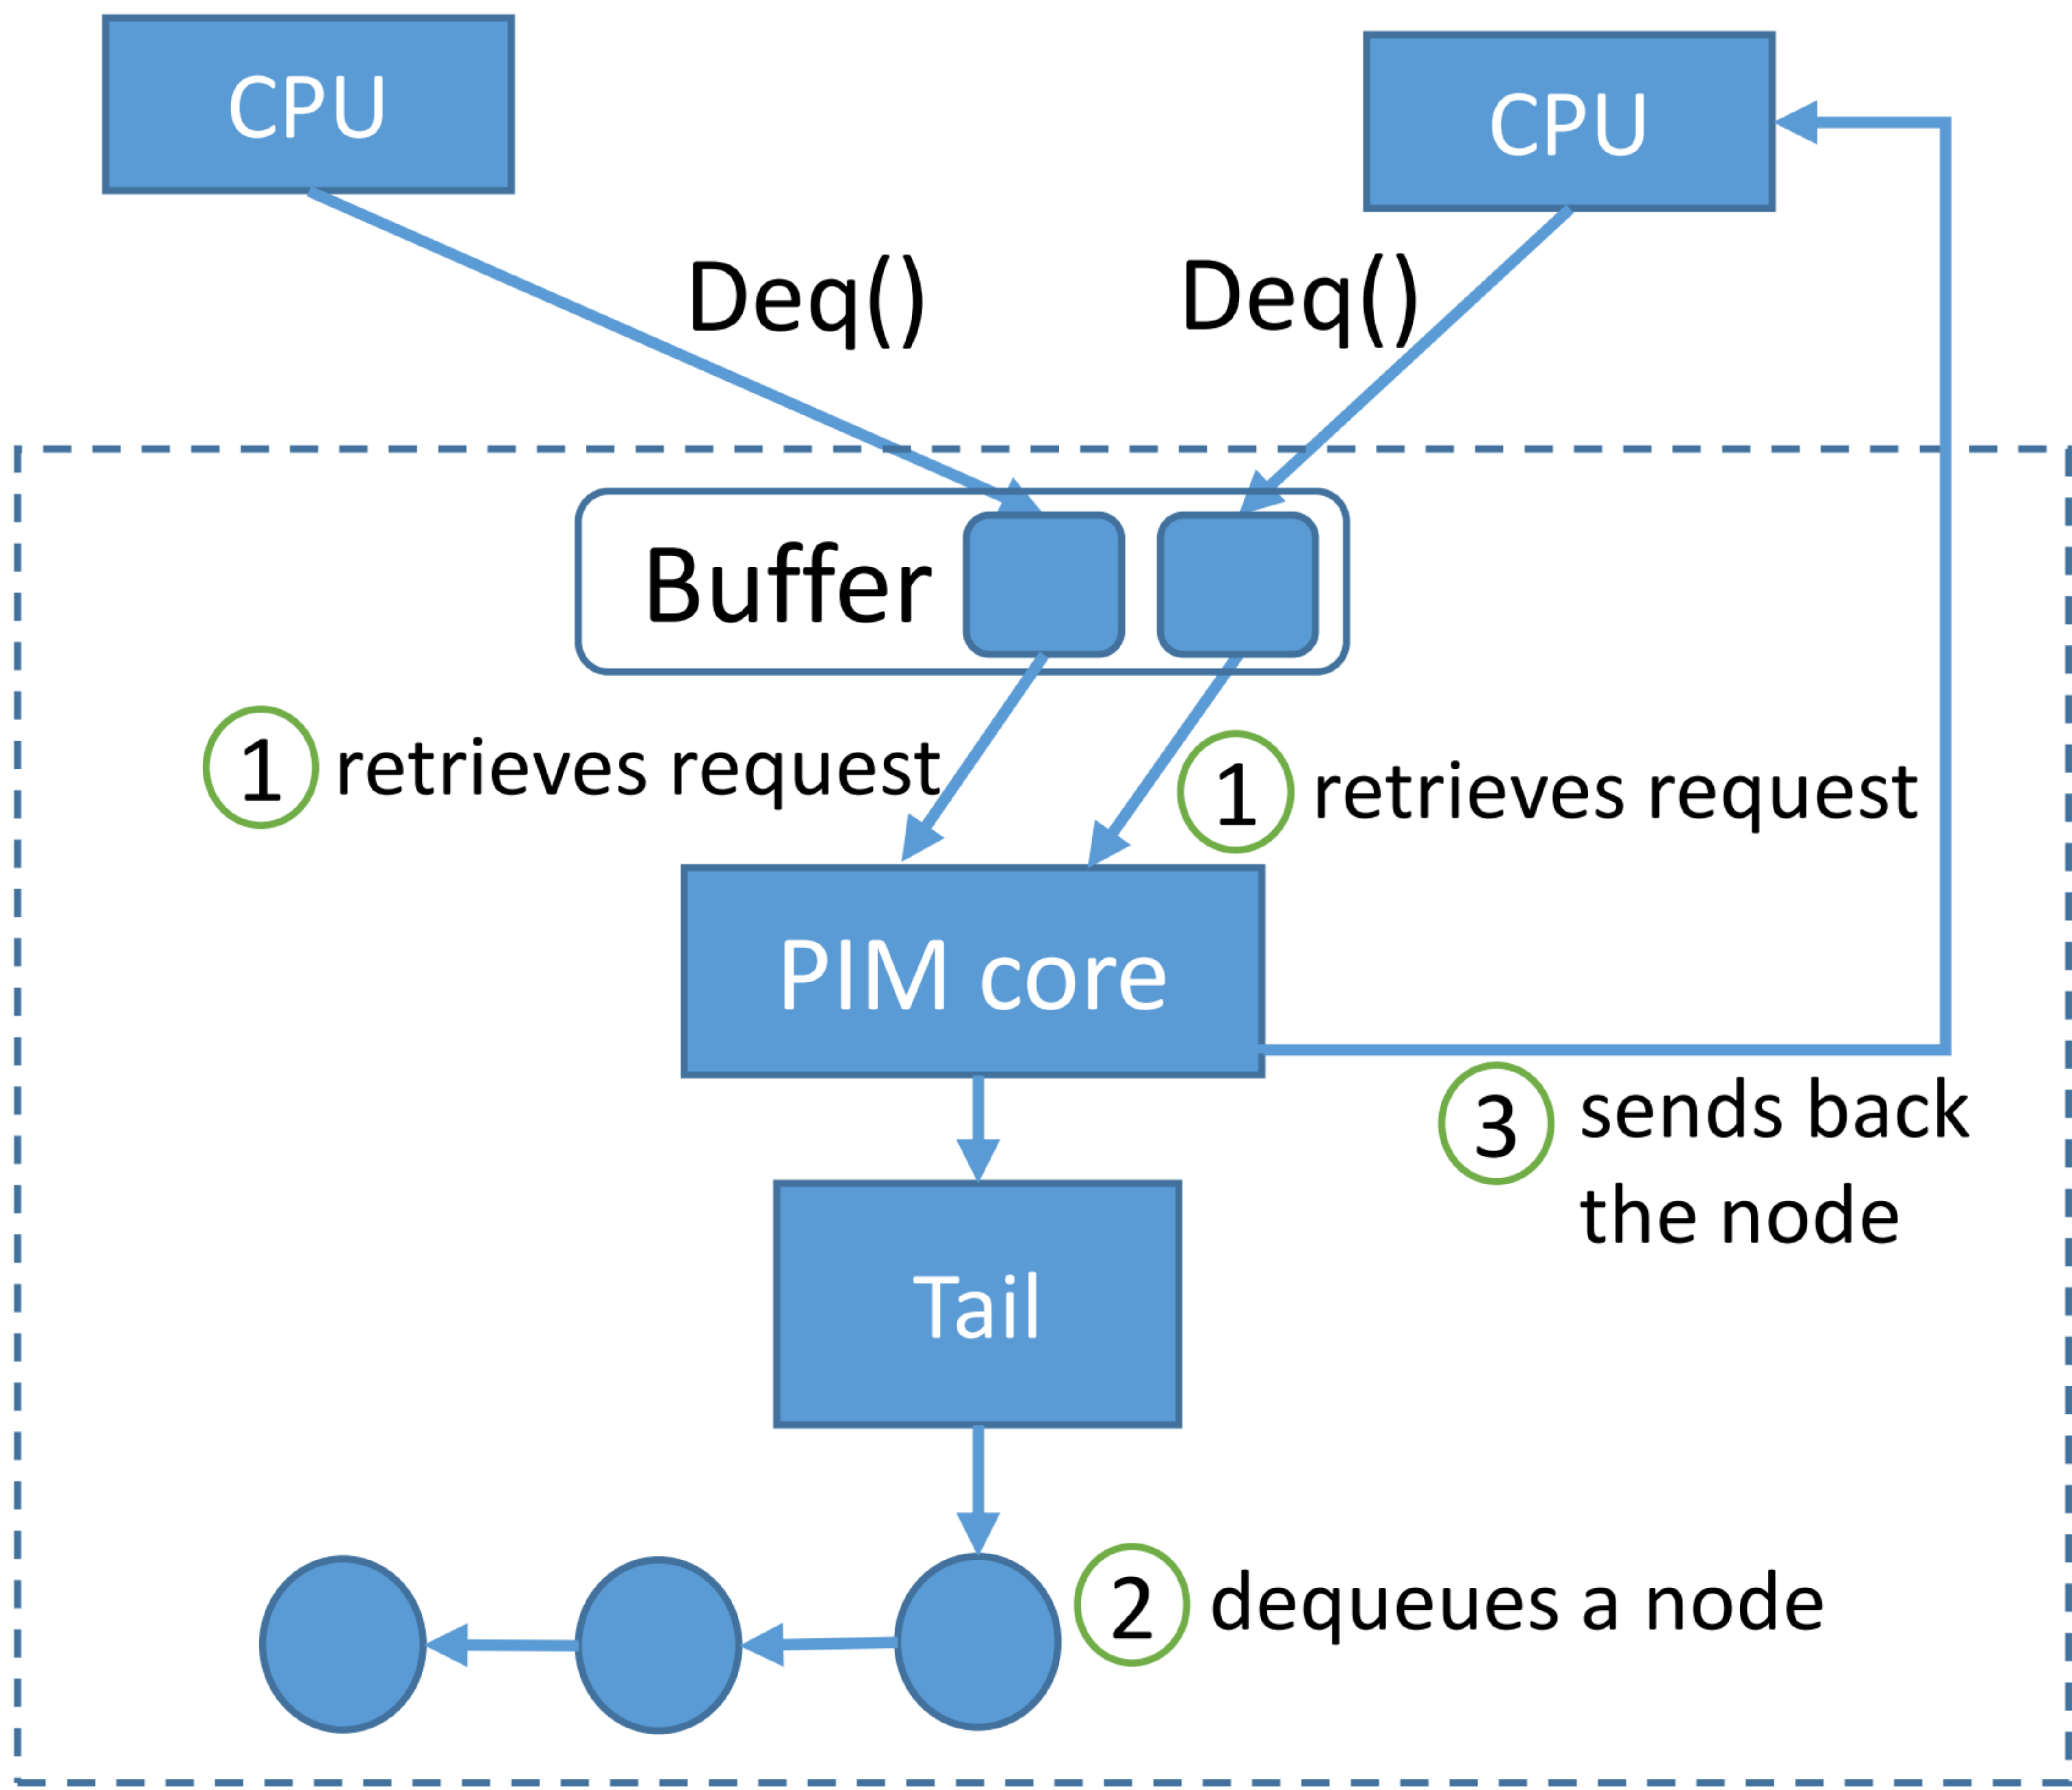 CPU
CPU
Deq()
Deq()
Buffer
1 retrieves request
1 retrieves request
PIM core
3 sends back
the node
Tail
2 dequeues a node